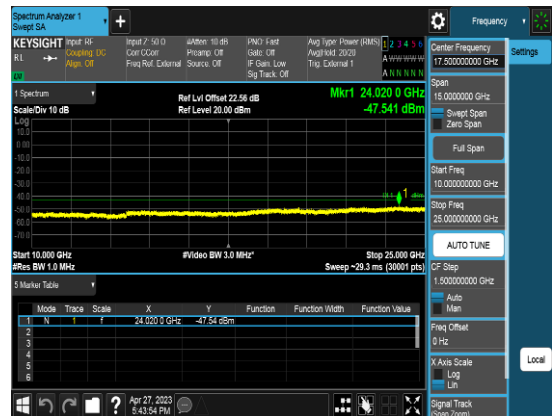 Spectrum Analyzer 1
Swept SA
+
Frequency
KEYSIGHT
Input: RF
Coupling: DC
Align: Off
Input Z: 50 Ω
Corr CCorr
Freq Ref: External
#Atten: 10 dB
Preamp: Off
Source: Off
PNO: Fast
Gate: Off
IF Gain: Low
Sig Track: Off
Avg Type: Power (RMS)
Avg|Hold: 20/20
Trig: External 1
1 2 3 4 5 6
A W W W W W
A N N N N N
R L
1 Spectrum
Scale/Div 10 dB
Ref Lvl Offset 22.56 dB
Ref Level 20.00 dBm
Mkr1 24.020 0 GHz
-47.541 dBm
Log
10.0
0.00
-10.0
-20.0
-30.0
-40.0
-50.0
-60.0
-70.0
1
Start 10.000 GHz
#Res BW 1.0 MHz
#Video BW 3.0 MHz*
Stop 25.000 GHz
Sweep ~29.3 ms (30001 pts)
5 Marker Table
Mode Trace Scale X Y Function Function Width Function Value
1 N 1 f 24.020 0 GHz -47.54 dBm
2
3
4
5
6
Apr 27, 2023
5:43:54 PM
Center Frequency
17.500000000 GHz
Settings
Span
15.0000000 GHz
Swept Span
Zero Span
Full Span
Start Freq
10.000000000 GHz
Stop Freq
25.000000000 GHz
AUTO TUNE
CF Step
1.500000000 GHz
Auto
Man
Freq Offset
0 Hz
X Axis Scale
Log
Lin
Local
Signal Track
(Span Zoom)